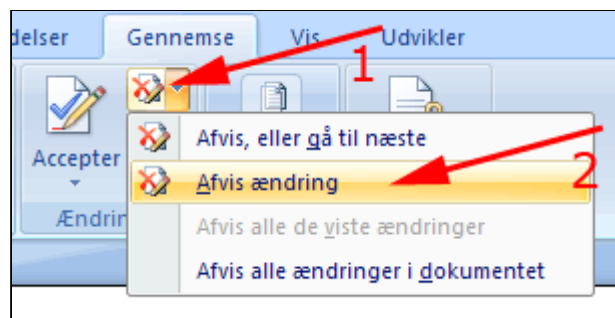 delser Gennemse Vis Udvikler
1
Accepter
Afvis, eller gå til næste
Afvis ændring
2
Ændrin
Afvis alle de viste ændringer
Afvis alle ændringer i dokumentet